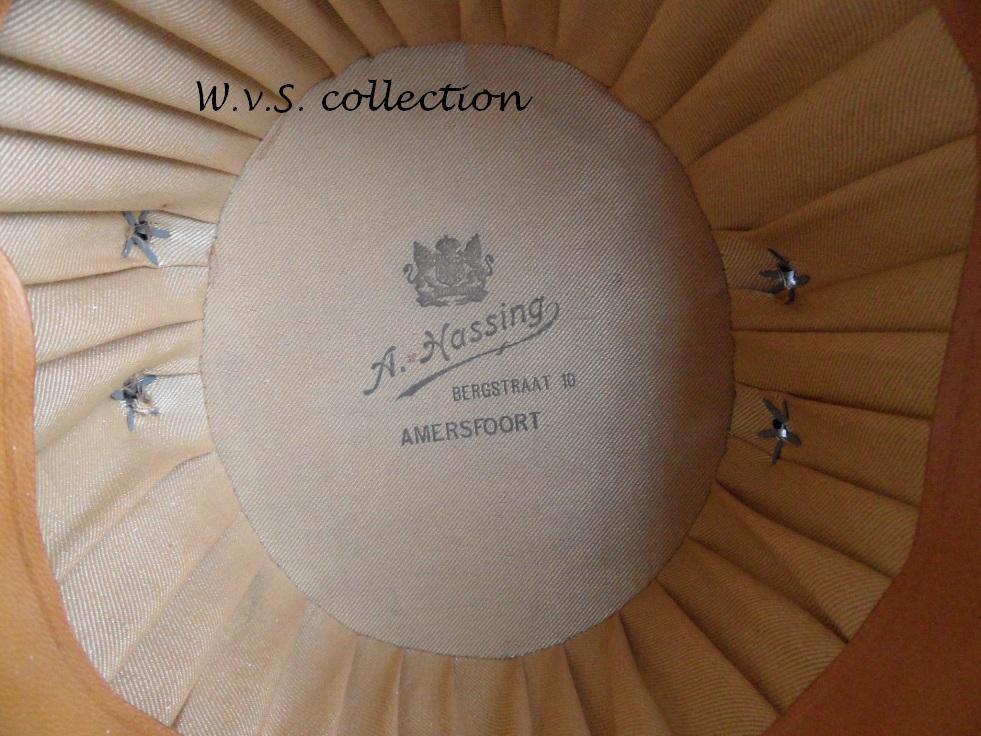 W.v.S. collection
A. Hassing
BERGSTRAAT 10
AMERSFOORT